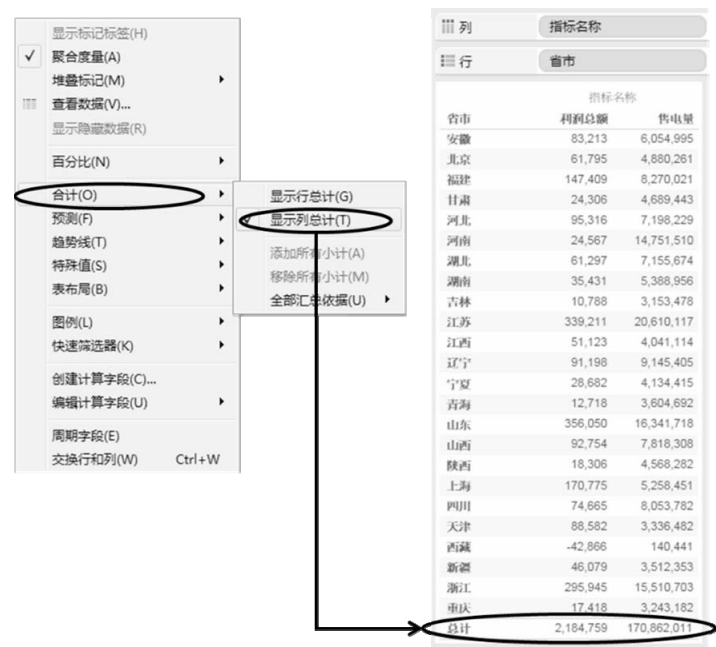 显示标记标签(H)
聚合度量(A)
堆叠标记(M)
查看数据(V)...
显示隐藏数据(R)
百分比(N)
合计(O)
预测(F)
趋势线(T)
特殊值(S)
表布局(B)
图例(L)
快速筛选器(K)
创建计算字段(C)...
编辑计算字段(U)
周期字段(E)
交换行和列(W) Ctrl+W
显示行总计(G)
显示列总计(T)
添加所有小计(A)
移除所有小计(M)
全部汇总依据(U)
列 指标名称
行 省市
指标名称
省市 利润总额 售电量
安徽 83,213 6,054,995
北京 61,795 4,880,261
福建 147,409 8,270,021
甘肃 24,306 4,689,443
河北 95,316 7,198,229
河南 24,567 14,751,510
湖北 61,297 7,155,674
湖南 35,431 5,388,956
吉林 10,788 3,153,478
江苏 339,211 20,610,117
江西 51,123 4,041,114
辽宁 91,198 9,145,405
宁夏 28,682 4,134,415
青海 12,718 3,604,692
山东 356,050 16,341,718
山西 92,754 7,818,308
陕西 18,306 4,568,282
上海 170,775 5,258,451
四川 74,665 8,053,782
天津 88,582 3,336,482
西藏 -42,866 140,441
新疆 46,079 3,512,353
浙江 295,945 15,510,703
重庆 17,418 3,243,182
总计 2,184,759 170,862,011